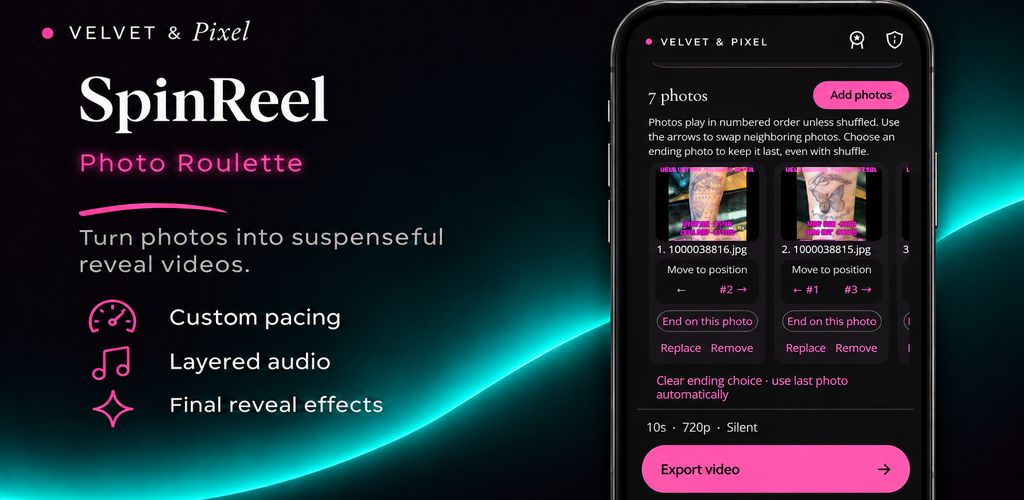 VELVET & Pixel
SpinReel
Photo Roulette
Turn photos into suspenseful
reveal videos.
Custom pacing
Layered audio
Final reveal effects
VELVET & PIXEL
7 photos
Add photos
Photos play in numbered order unless shuffled. Use
the arrows to swap neighboring photos. Choose an
ending photo to keep it last, even with shuffle.
1. 1000038816.jpg
2. 1000038815.jpg
3
Move to position
Move to position
← #2 →
← #1 #3 →
End on this photo
End on this photo
Replace Remove
Replace Remove
Clear ending choice · use last photo
automatically
10s · 720p · Silent
Export video →